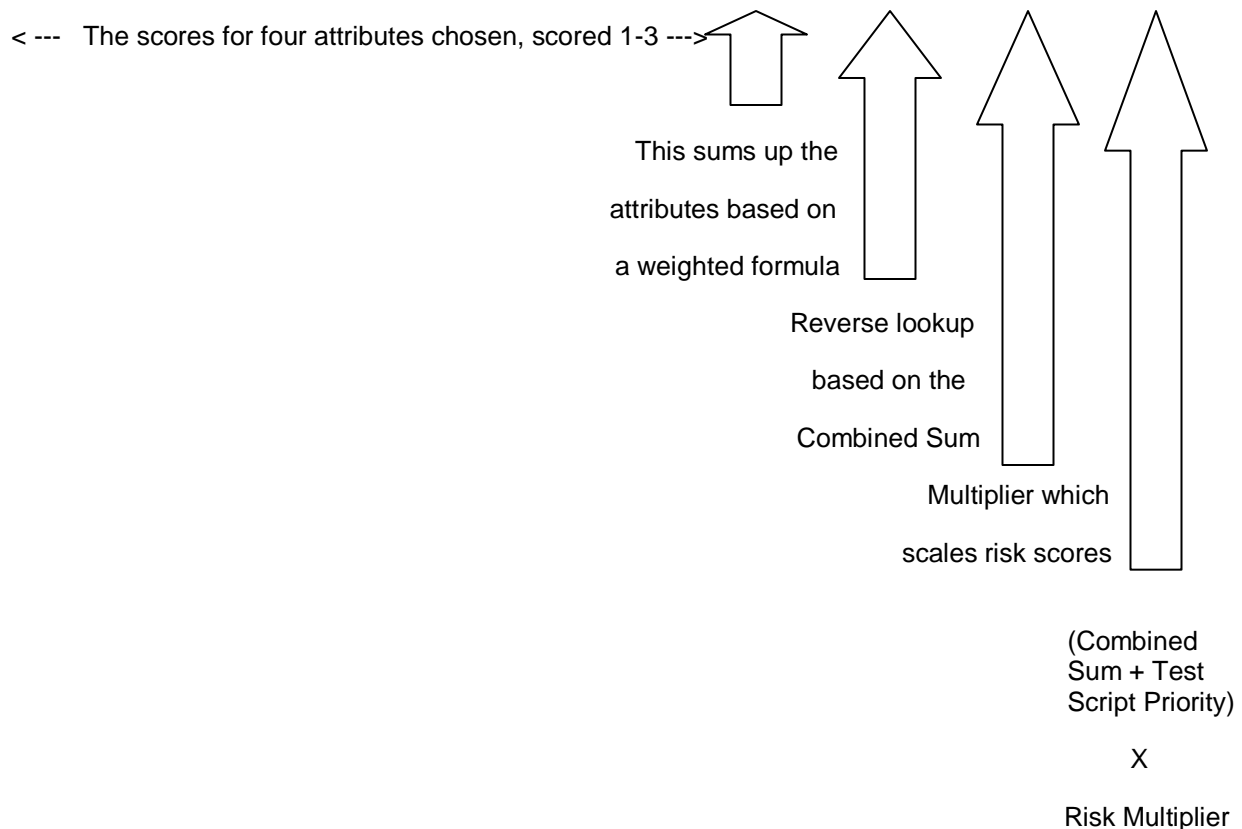 < ---   The scores for four attributes chosen, scored 1-3 --->
This sums up the
attributes based on
a weighted formula
Reverse lookup
based on the
Combined Sum
Multiplier which
scales risk scores
(Combined
Sum + Test
Script Priority)
X
Risk Multiplier